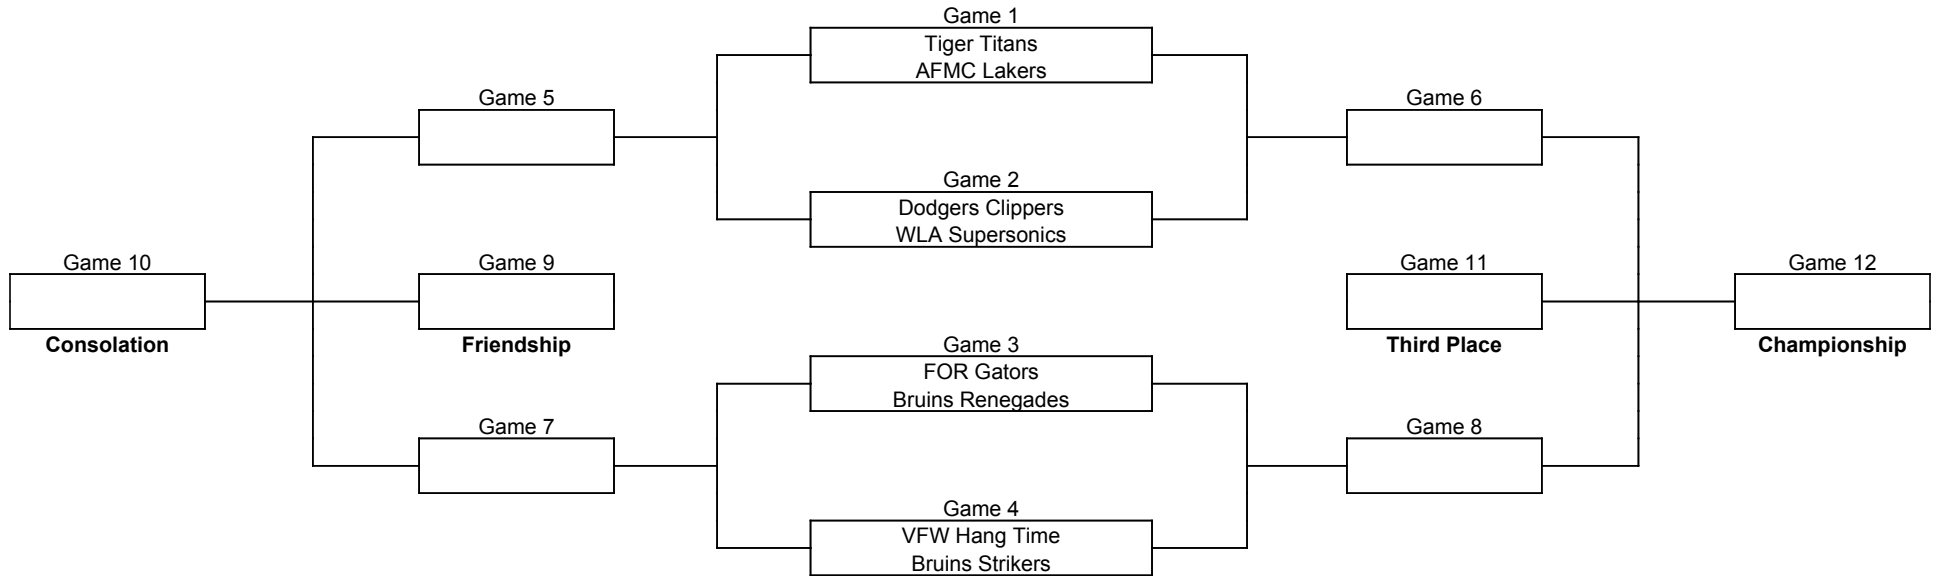 Game 1
Tiger Titans
AFMC Lakers
Game 5
Game 6
Game 2
Dodgers Clippers
WLA Supersonics
Game 10
Game 9
Game 11
Game 12
Consolation
Friendship
Game 3
Third Place
Championship
FOR Gators
Bruins Renegades
Game 7
Game 8
Game 4
VFW Hang Time
Bruins Strikers